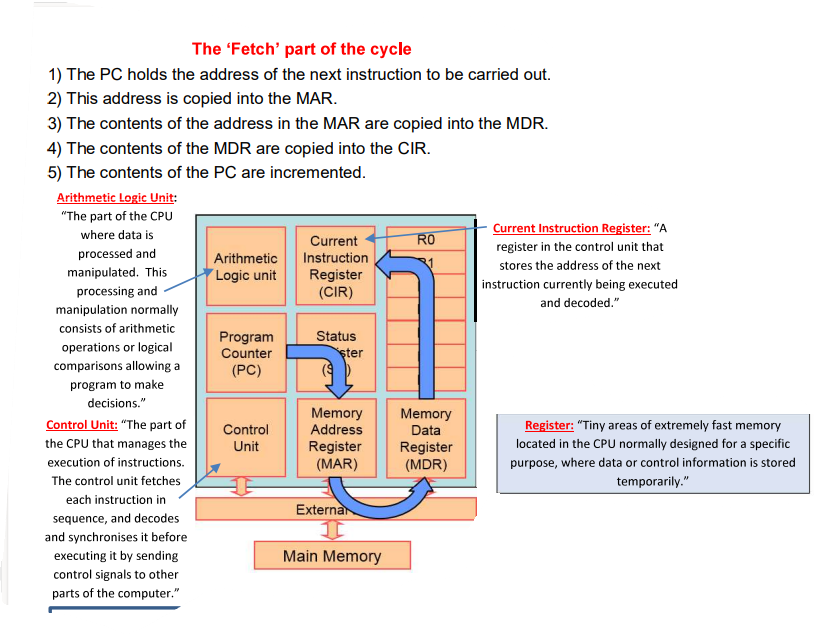 The ‘Fetch’ part of the cycle
1) The PC holds the address of the next instruction to be carried out.
2) This address is copied into the MAR.
3) The contents of the address in the MAR are copied into the MDR.
4) The contents of the MDR are copied into the CIR.
5) The contents of the PC are incremented.
Arithmetic Logic Unit:
“The part of the CPU
where data is
processed and
manipulated. This
processing and
manipulation normally
consists of arithmetic
operations or logical
comparisons allowing a
program to make
decisions.”
Control Unit: “The part of
the CPU that manages the
execution of instructions.
The control unit fetches
each instruction in
sequence, and decodes
and synchronises it before
executing it by sending
control signals to other
parts of the computer.”
Arithmetic
Logic unit
Current
Instruction
Register
(CIR)
R0
Program
Counter
(PC)
Status
Control
Unit
Memory
Address
Register
(MAR)
Memory
Data
Register
(MDR)
External
Main Memory
Current Instruction Register: “A
register in the control unit that
stores the address of the next
instruction currently being executed
and decoded.”
Register: “Tiny areas of extremely fast memory
located in the CPU normally designed for a specific
purpose, where data or control information is stored
temporarily.”